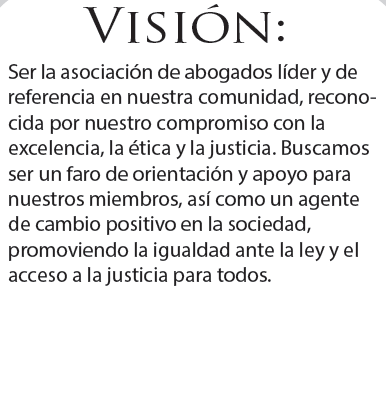 Visión:
Ser la asociación de abogados líder y de
referencia en nuestra comunidad, recono-
cida por nuestro compromiso con la
excelencia, la ética y la justicia. Buscamos
ser un faro de orientación y apoyo para
nuestros miembros, así como un agente
de cambio positivo en la sociedad,
promoviendo la igualdad ante la ley y el
acceso a la justicia para todos.